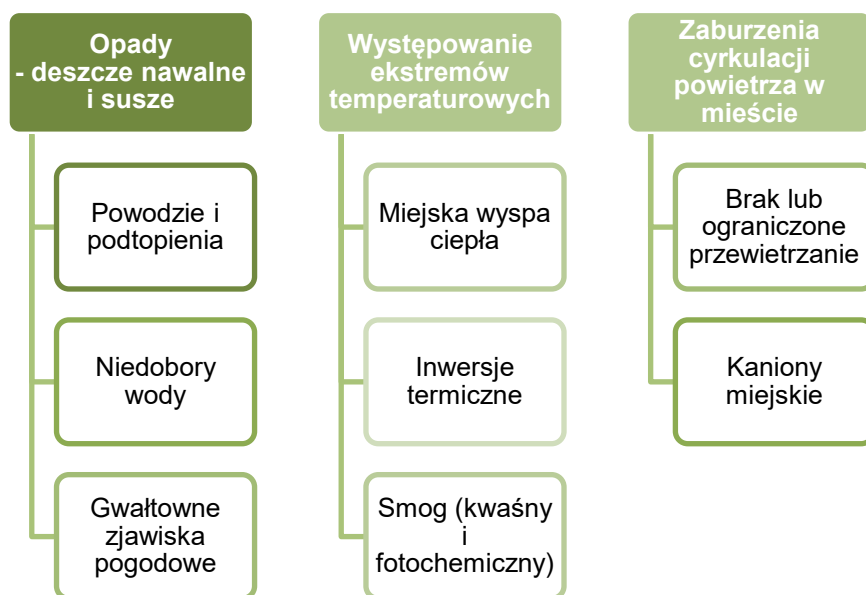 Opady
- deszcze nawalne
i susze
Powodzie i
podtopienia
Niedobory
wody
Gwałtowne
zjawiska
pogodowe
Występowanie
ekstremów
temperaturowych
Miejska wyspa
ciepła
Inwersje
termiczne
Smog (kwaśny
i
fotochemiczny)
Zaburzenia
cyrkulacji
powietrza w
mieście
Brak lub
ograniczone
przewietrzanie
Kaniony
miejskie